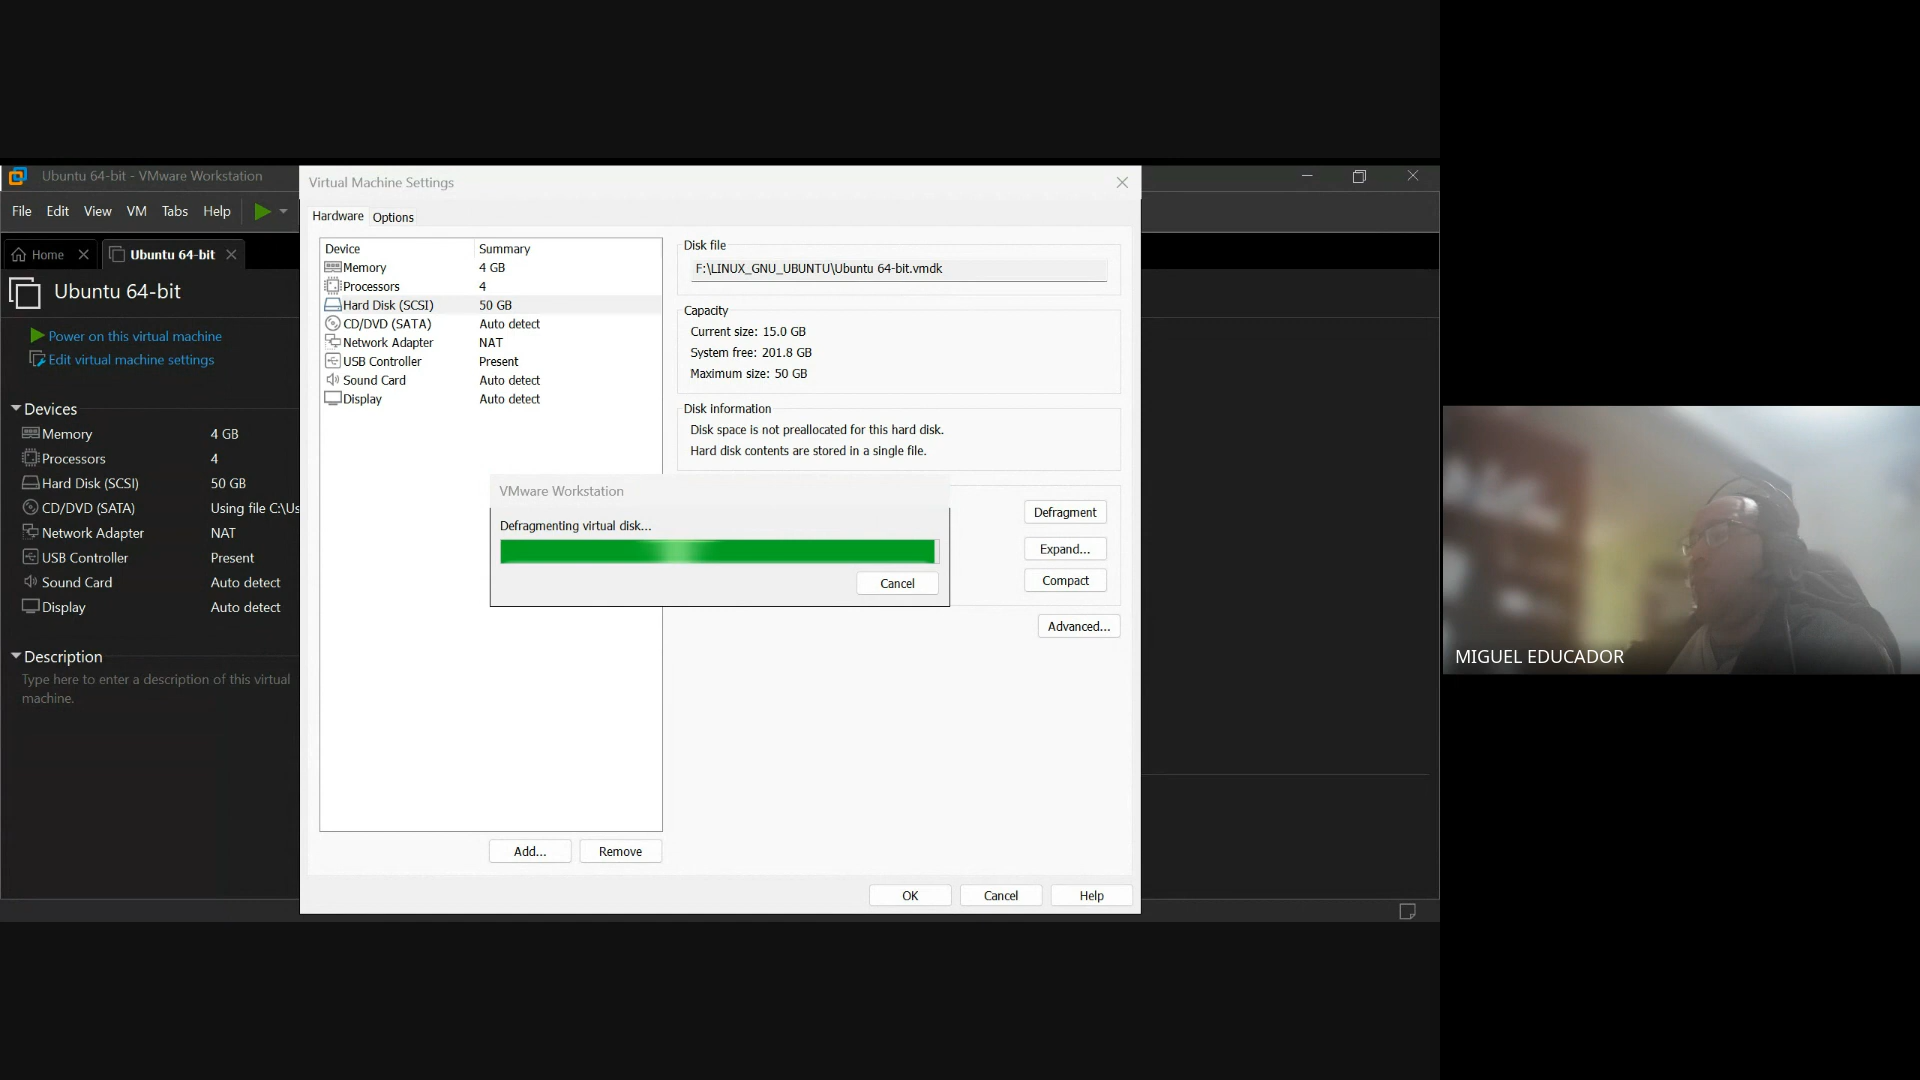 Ubuntu 64-bit - VMware Workstation
File Edit View VM Tabs Help
Home
Ubuntu 64-bit
Ubuntu 64-bit
Power on this virtual machine
Edit virtual machine settings
Devices
Memory 4 GB
Processors 4
Hard Disk (SCSI) 50 GB
CD/DVD (SATA) Using file C:\Us
Network Adapter NAT
USB Controller Present
Sound Card Auto detect
Display Auto detect
Description
Type here to enter a description of this virtual
machine.
Virtual Machine Settings
Hardware Options
Device Summary
Memory 4 GB
Processors 4
Hard Disk (SCSI) 50 GB
CD/DVD (SATA) Auto detect
Network Adapter NAT
USB Controller Present
Sound Card Auto detect
Display Auto detect
Add... Remove
Disk file
F:\LINUX_GNU_UBUNTU\Ubuntu 64-bit.vmdk
Capacity
Current size: 15.0 GB
System free: 201.8 GB
Maximum size: 50 GB
Disk information
Disk space is not preallocated for this hard disk.
Hard disk contents are stored in a single file.
Defragment
Expand...
Compact
Advanced...
VMware Workstation
Defragmenting virtual disk...
Cancel
OK Cancel Help
MIGUEL EDUCADOR